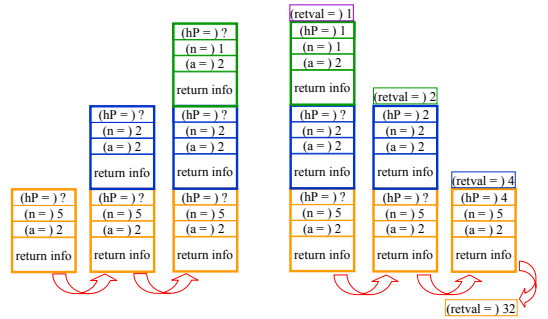 (hP = ) ?
(n = ) 5
(a = ) 2
return info
(hP = ) ?
(n = ) 2
(a = ) 2
return info
(hP = ) ?
(n = ) 5
(a = ) 2
return info
(hP = ) ?
(n = ) 1
(a = ) 2
return info
(hP = ) ?
(n = ) 2
(a = ) 2
return info
(hP = ) ?
(n = ) 5
(a = ) 2
return info
(retval = ) 1
(hP = ) 1
(n = ) 1
(a = ) 2
return info
(hP = ) ?
(n = ) 2
(a = ) 2
return info
(hP = ) ?
(n = ) 5
(a = ) 2
return info
(retval = ) 2
(hP = ) 2
(n = ) 2
(a = ) 2
return info
(hP = ) ?
(n = ) 5
(a = ) 2
return info
(retval = ) 4
(hP = ) 4
(n = ) 5
(a = ) 2
return info
(retval = ) 32